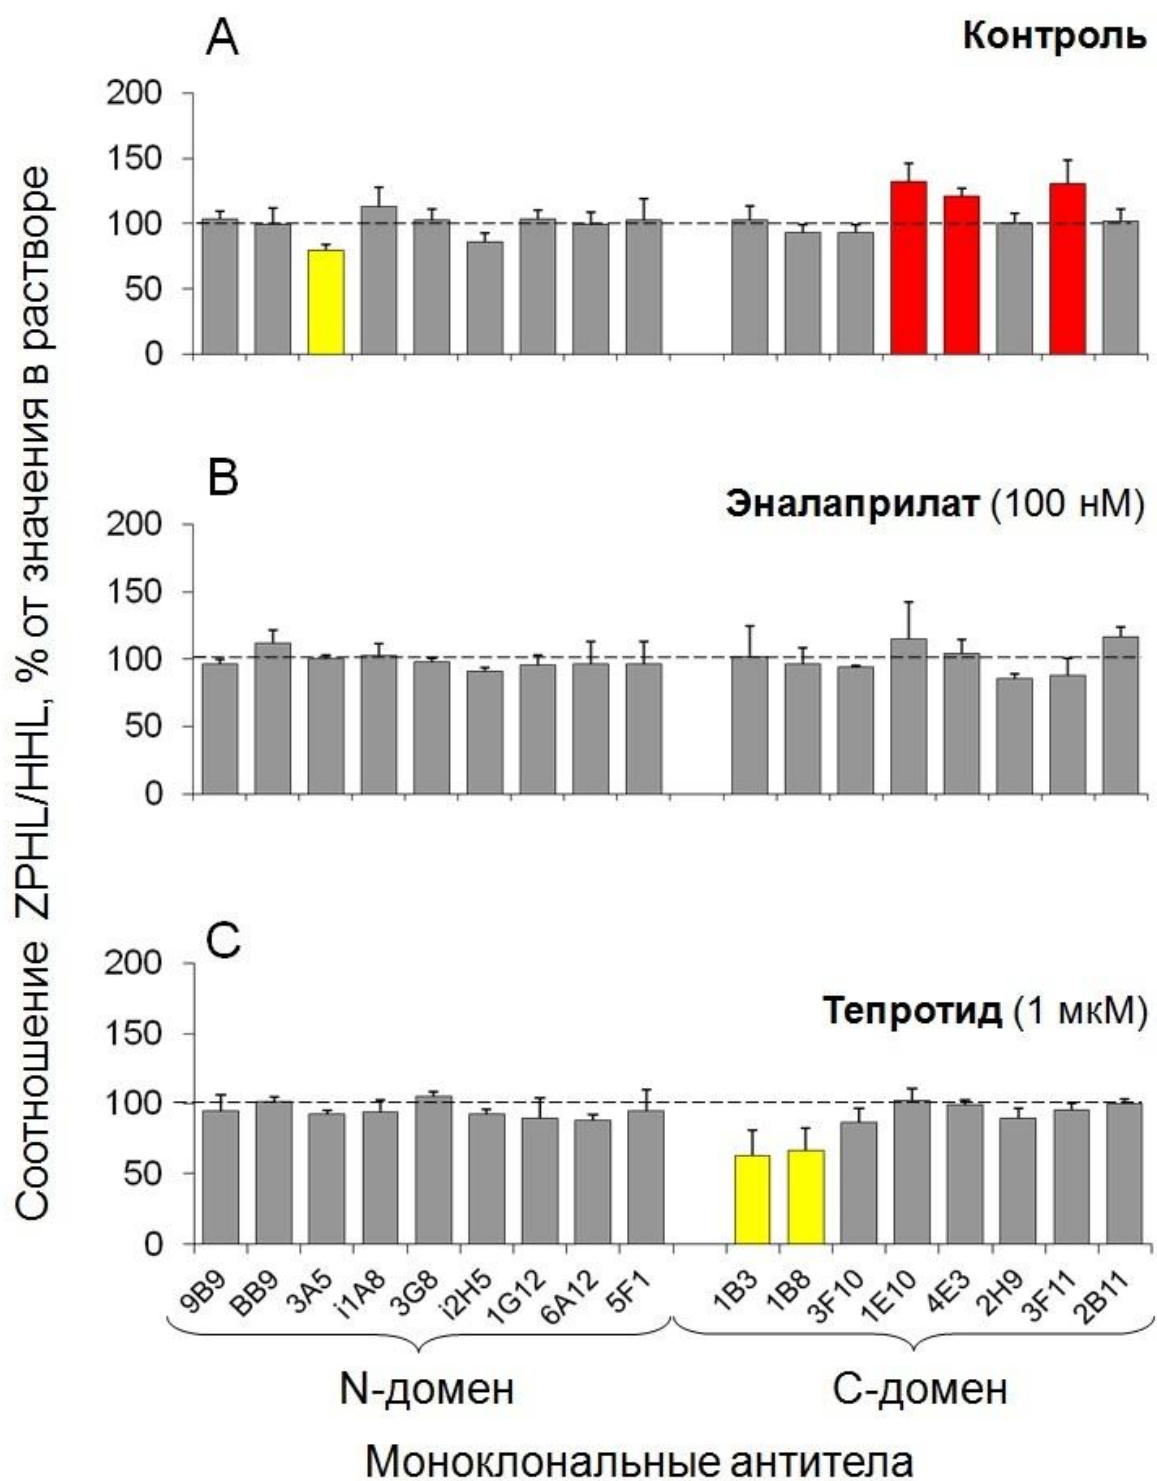 Соотношение ZPHL/HHL, % от значения в растворе
A
Контроль
200
150
100
50
0
B
Эналаприлат (100 нМ)
200
150
100
50
0
C
Тепротид (1 мкМ)
200
150
100
50
0
9B9 BB9 3A5 i1A8 3G8 i2H5 1G12 6A12 5F1 1B3 1B8 3F10 1E10 4E3 2H9 3F11 2B11
N-домен С-домен
Моноклональные антитела